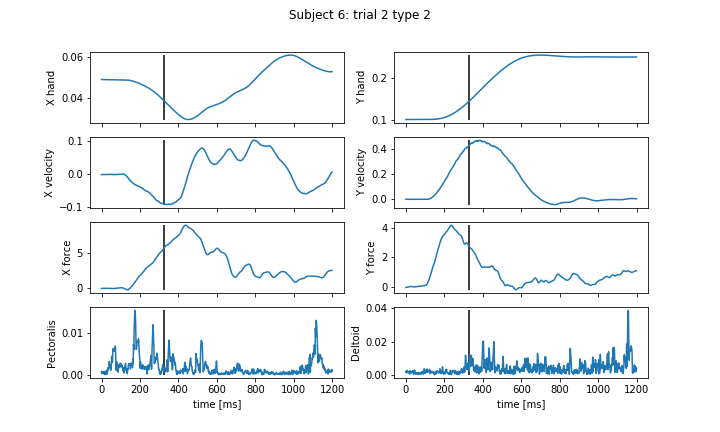 Subject 6: trial 2 type 2
X hand
0.06
0.04
Y hand
0.2
0.1
X velocity
0.1
0.0
−0.1
Y velocity
0.4
0.2
0.0
X force
5
0
Y force
4
2
0
Pectoralis
0.01
0.00
0 200 400 600 800 1000 1200
time [ms]
Deltoid
0.04
0.02
0.00
0 200 400 600 800 1000 1200
time [ms]